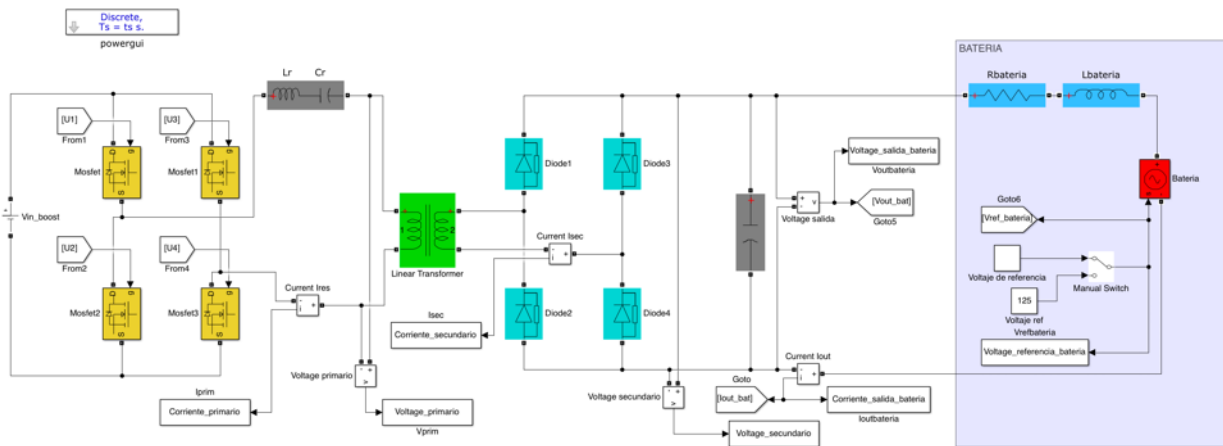 Discrete,
Ts = ts s.
powergui
BATERIA
Lr Cr
Rbateria Lbateria
[U1]
From1
[U3]
From3
g
D
S
Mosfet
g
D
S
Mosfet1
Vin_boost
[U2]
From2
[U4]
From4
g
D
S
Mosfet2
g
D
S
Mosfet3
Current Ires
- i +
Iprim
Corriente_primario
1 2
Linear Transformer
Voltage primario
- +
v
Voltage_primario
Vprim
Diode1
Diode3
Diode2
Diode4
Current Isec
- i +
Isec
Corriente_secundario
Voltage secundario
- +
v
Voltage_secundario
Voltage_salida_bateria
Voutbateria
+ - v
Voltage salida
[Vout_bat]
Goto5
Current Iout
- i +
Goto
[Iout_bat]
Corriente_salida_bateria
Ioutbateria
Bateria
Goto6
[Vref_bateria]
Voltaje de referencia
Manual Switch
125
Voltaje ref
Vrefbateria
Voltage_referencia_bateria